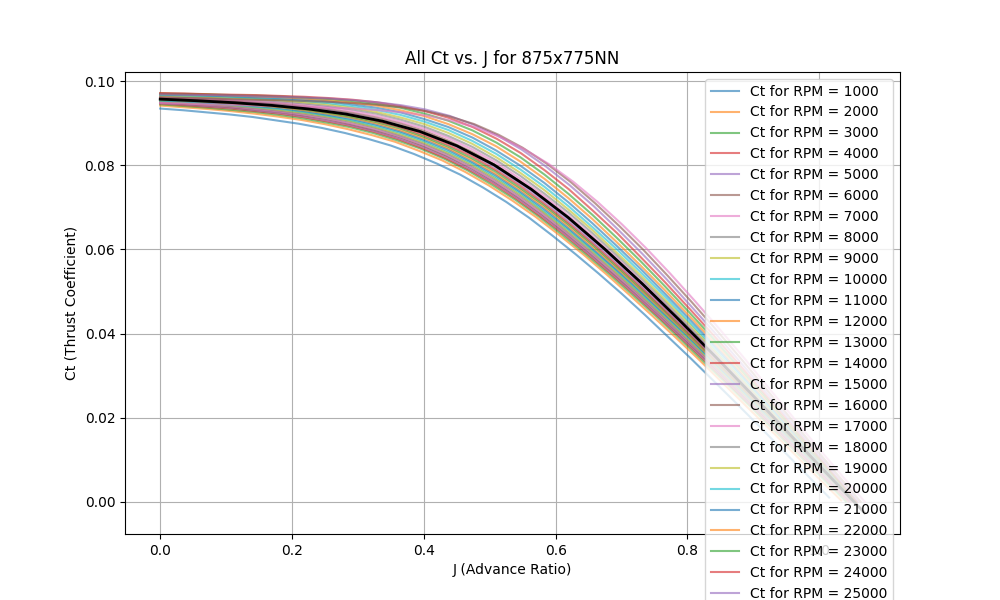 All Ct vs. J for 875x775NN
Ct (Thrust Coefficient)
0.10
0.08
0.06
0.04
0.02
0.00
0.0 0.2 0.4 0.6 0.8
J (Advance Ratio)
Ct for RPM = 1000
Ct for RPM = 2000
Ct for RPM = 3000
Ct for RPM = 4000
Ct for RPM = 5000
Ct for RPM = 6000
Ct for RPM = 7000
Ct for RPM = 8000
Ct for RPM = 9000
Ct for RPM = 10000
Ct for RPM = 11000
Ct for RPM = 12000
Ct for RPM = 13000
Ct for RPM = 14000
Ct for RPM = 15000
Ct for RPM = 16000
Ct for RPM = 17000
Ct for RPM = 18000
Ct for RPM = 19000
Ct for RPM = 20000
Ct for RPM = 21000
Ct for RPM = 22000
Ct for RPM = 23000
Ct for RPM = 24000
Ct for RPM = 25000